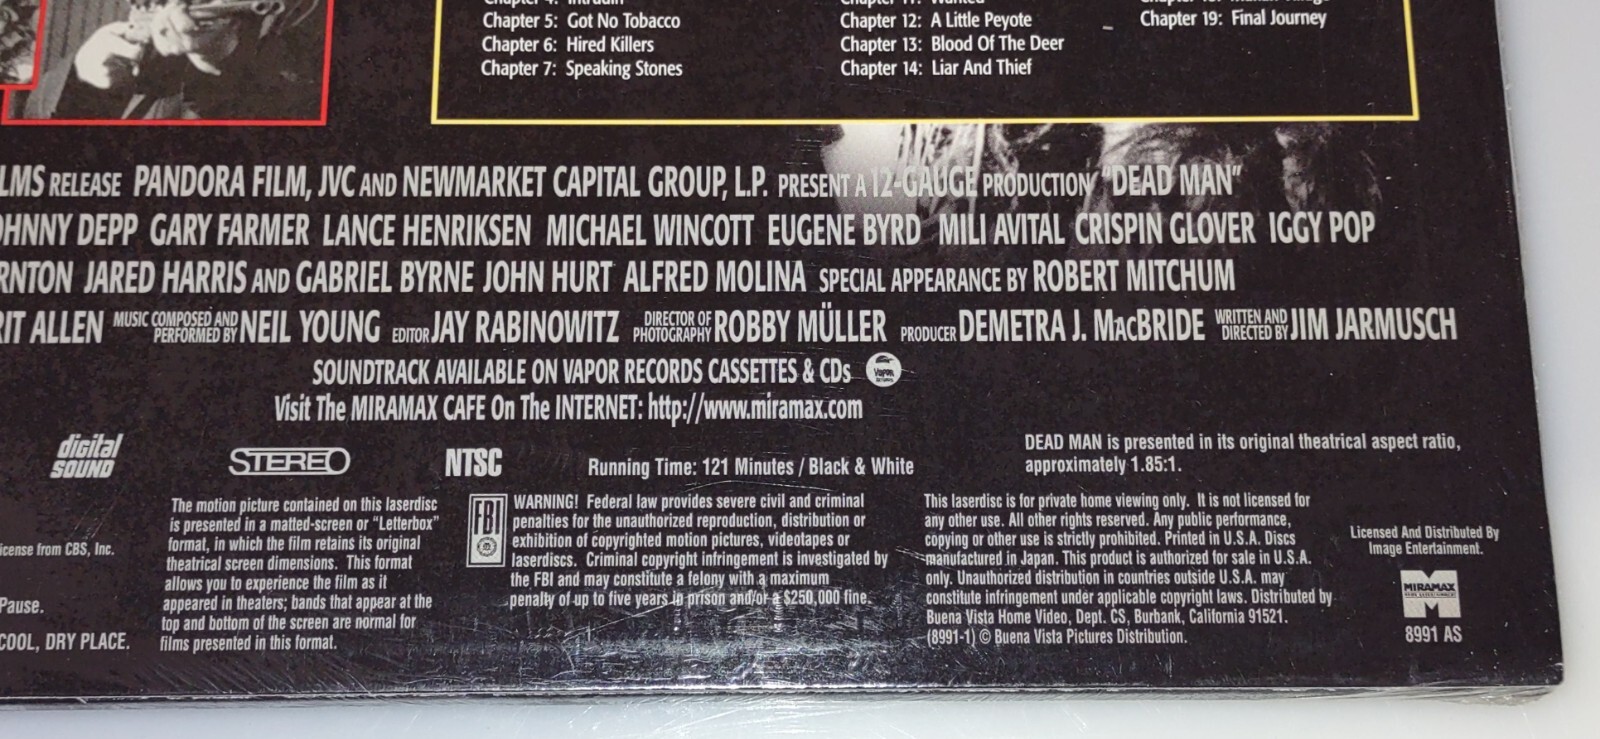 Chapter 5: Got No Tobacco
Chapter 6: Hired Killers
Chapter 7: Speaking Stones
Chapter 12: A Little Peyote
Chapter 13: Blood Of The Deer
Chapter 14: Liar And Thief
Chapter 19: Final Journey
RELEASE PANDORA FILM, JVC AND NEWMARKET CAPITAL GROUP, L.P. PRESENT A 12-GAUGE PRODUCTION "DEAD MAN"
DEPP GARY FARMER LANCE HENRIKSEN MICHAEL WINCOTT EUGENE BYRD MILI AVITAL CRISPIN GLOVER IGGY POP
JARED HARRIS AND GABRIEL BYRNE JOHN HURT ALFRED MOLINA SPECIAL APPEARANCE BY ROBERT MITCHUM
ALLEN MUSIC COMPOSED AND PERFORMED BY NEIL YOUNG EDITOR JAY RABINOWITZ DIRECTOR OF PHOTOGRAPHY ROBBY MÜLLER PRODUCER DEMETRA J. MACBRIDE WRITTEN AND DIRECTED BY JIM JARMUSCH
SOUNDTRACK AVAILABLE ON VAPOR RECORDS CASSETTES & CDs
Visit The MIRAMAX CAFE On The INTERNET: http://www.miramax.com
digital
SOUND
STEREO
NTSC
Running Time: 121 Minutes / Black & White
DEAD MAN is presented in its original theatrical aspect ratio,
approximately 1.85:1.
license from CBS, Inc.
Pause.
COOL, DRY PLACE.
The motion picture contained on this laserdisc
is presented in a matted-screen or "Letterbox"
format, in which the film retains its original
theatrical screen dimensions. This format
allows you to experience the film as it
appeared in theaters; bands that appear at the
top and bottom of the screen are normal for
films presented in this format.
FBI
WARNING! Federal law provides severe civil and criminal
penalties for the unauthorized reproduction, distribution or
exhibition of copyrighted motion pictures, videotapes or
laserdiscs. Criminal copyright infringement is investigated by
the FBI and may constitute a felony with a maximum
penalty of up to five years in prison and/or a $250,000 fine.
This laserdisc is for private home viewing only. It is not licensed for
any other use. All other rights reserved. Any public performance,
copying or other use is strictly prohibited. Printed in U.S.A. Discs
manufactured in Japan. This product is authorized for sale in U.S.A.
only. Unauthorized distribution in countries outside U.S.A. may
constitute infringement under applicable copyright laws. Distributed by
Buena Vista Home Video, Dept. CS, Burbank, California 91521.
(8991-1) © Buena Vista Pictures Distribution.
Licensed And Distributed By
Image Entertainment.
MIRAMAX
8991 AS